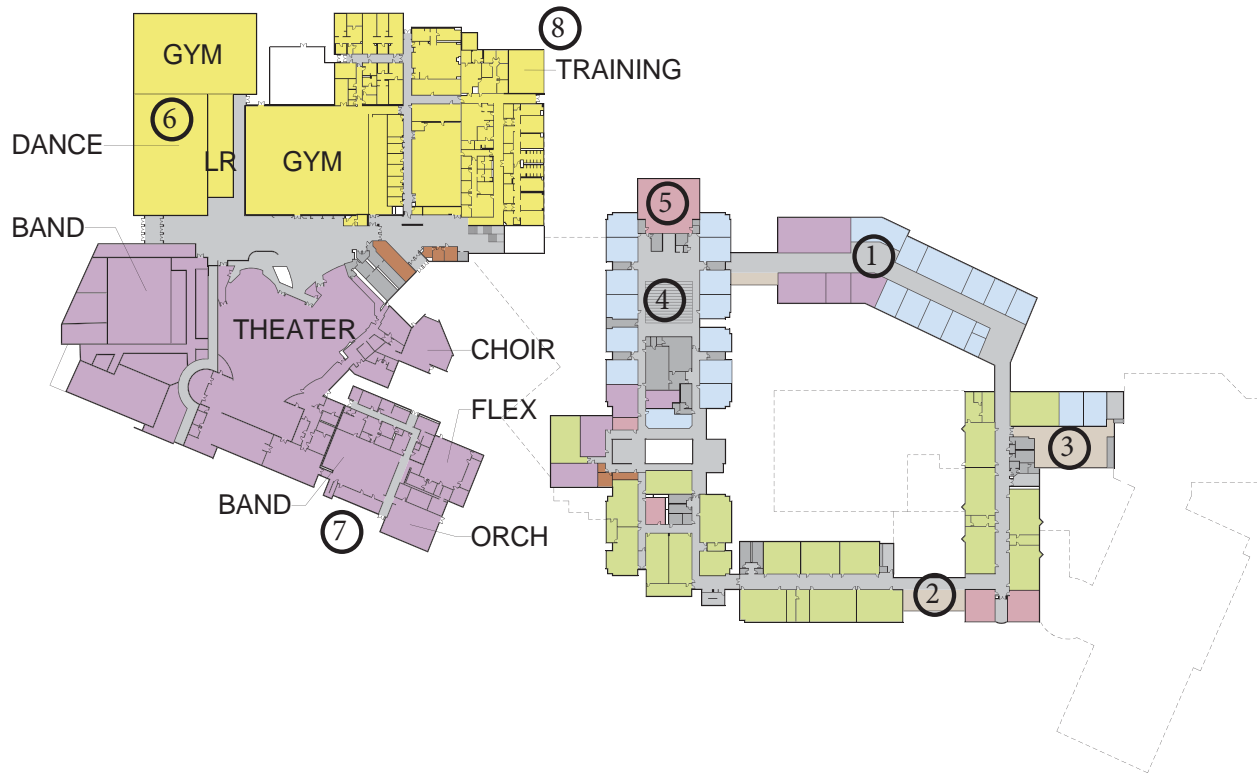 8
GYM
TRAINING
6
DANCE
LR
GYM
5
BAND
1
4
THEATER
CHOIR
FLEX
3
BAND
7
ORCH
2